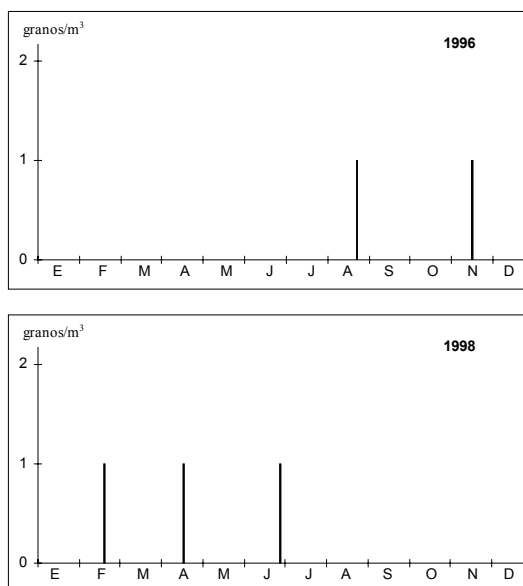 granos/m³
1996
2
1
0
E F M A M J J A S O N D
granos/m³
1998
2
1
0
E F M A M J J A S O N D